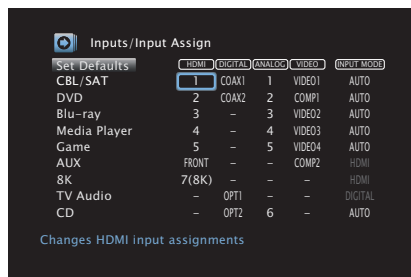 Inputs/Input Assign
Set Defaults HDMI DIGITAL ANALOG VIDEO INPUT MODE
CBL/SAT 1 COAX1 1 VIDEO1 AUTO
DVD 2 COAX2 2 COMP1 AUTO
Blu-ray 3 – 3 VIDEO2 AUTO
Media Player 4 – 4 VIDEO3 AUTO
Game 5 – 5 VIDEO4 AUTO
AUX FRONT – – COMP2 HDMI
8K 7(8K) – – – HDMI
TV Audio – OPT1 – – DIGITAL
CD – OPT2 6 – AUTO
Changes HDMI input assignments